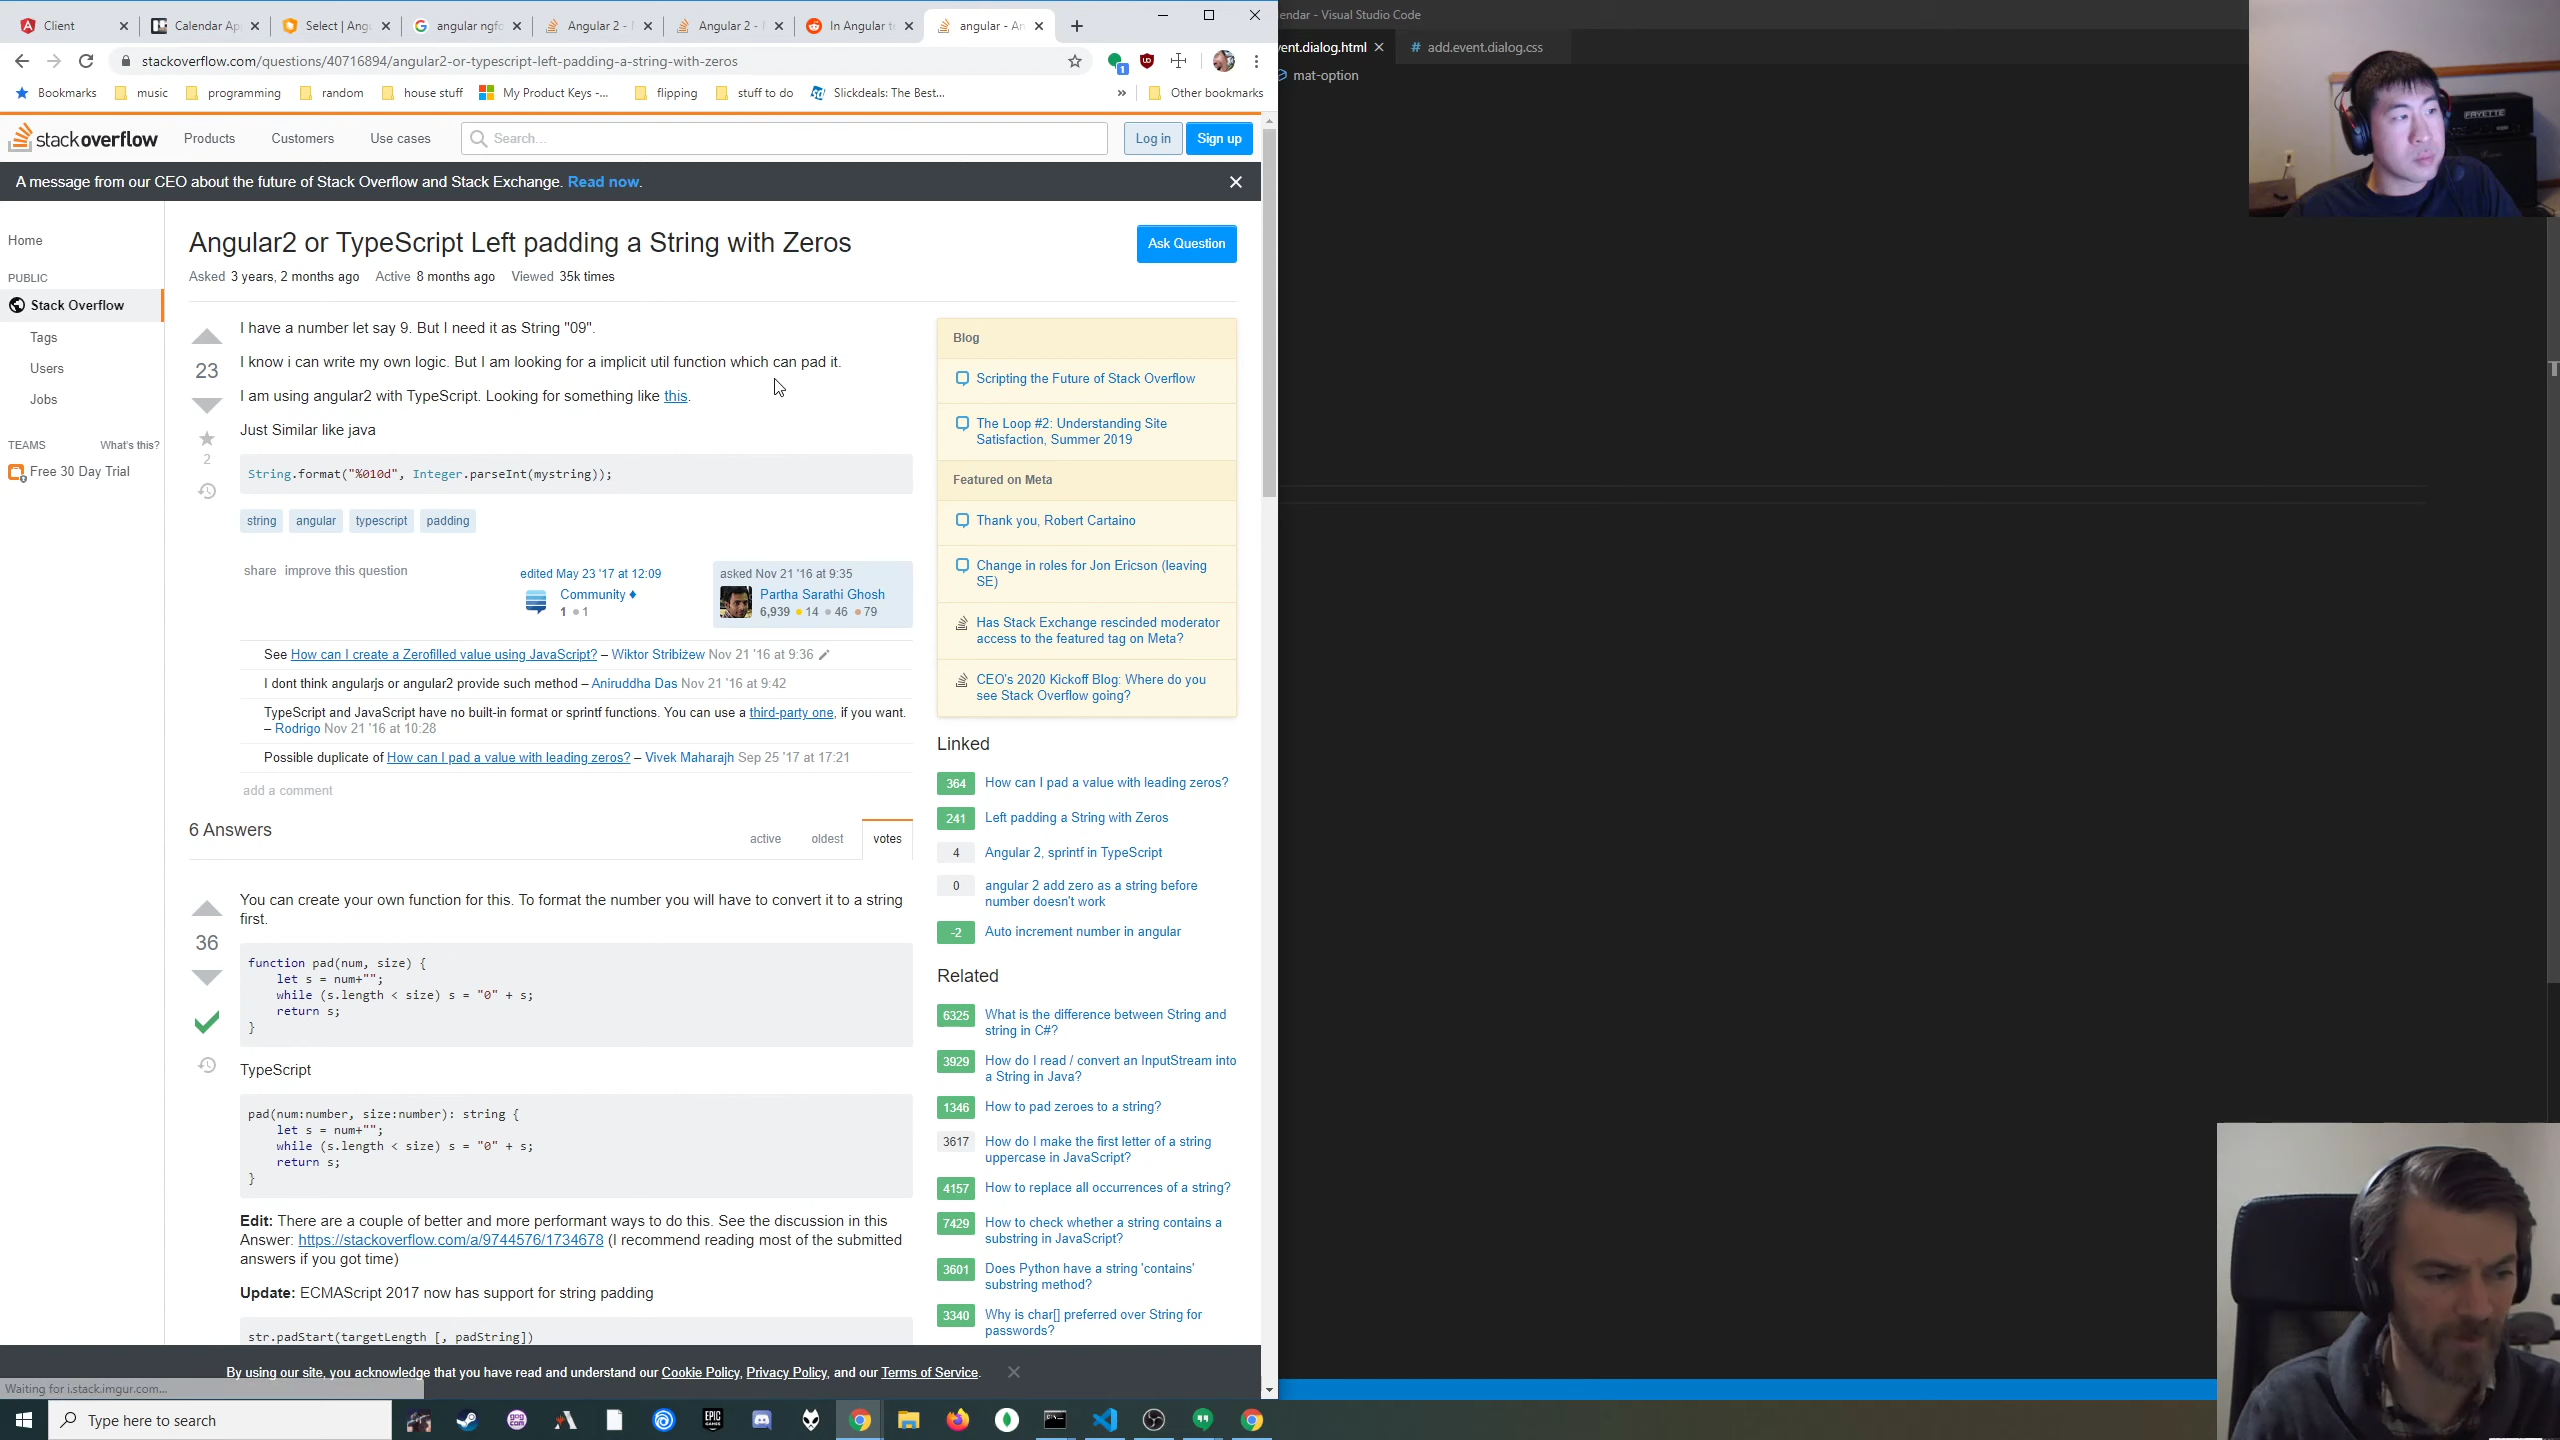 Client
Calendar Ap
Select | Ang
angular ngfo
Angular 2 -
Angular 2 -
In Angular t
angular - An
endar - Visual Studio Code
stackoverflow.com/questions/40716894/angular2-or-typescript-left-padding-a-string-with-zeros
1
ent.dialog.html
# add.event.dialog.css
mat-option
Bookmarks
music
programming
random
house stuff
My Product Keys -...
flipping
stuff to do
Slickdeals: The Best...
»
Other bookmarks
FAYETTE
stackoverflow
Products
Customers
Use cases
Search...
Log in
Sign up
A message from our CEO about the future of Stack Overflow and Stack Exchange. Read now.
Home
PUBLIC
Stack Overflow
Tags
Users
Jobs
TEAMS What's this?
Free 30 Day Trial
Angular2 or TypeScript Left padding a String with Zeros
Ask Question
Asked 3 years, 2 months ago Active 8 months ago Viewed 35k times
23
2
I have a number let say 9. But I need it as String "09".
I know i can write my own logic. But I am looking for a implicit util function which can pad it.
I am using angular2 with TypeScript. Looking for something like this.
Just Similar like java
String.format("%010d", Integer.parseInt(mystring));
string angular typescript padding
share improve this question
edited May 23 '17 at 12:09
Community ♦
1 ●1
asked Nov 21 '16 at 9:35
Partha Sarathi Ghosh
6,939 ●14 ●46 ●79
See How can I create a Zerofilled value using JavaScript? – Wiktor Stribiżew Nov 21 '16 at 9:36
I dont think angularjs or angular2 provide such method – Aniruddha Das Nov 21 '16 at 9:42
TypeScript and JavaScript have no built-in format or sprintf functions. You can use a third-party one, if you want.
– Rodrigo Nov 21 '16 at 10:28
Possible duplicate of How can I pad a value with leading zeros? – Vivek Maharajh Sep 25 '17 at 17:21
add a comment
6 Answers
active
oldest
votes
36
You can create your own function for this. To format the number you will have to convert it to a string
first.
function pad(num, size) {
let s = num+"";
while (s.length < size) s = "0" + s;
return s;
}
TypeScript
pad(num:number, size:number): string {
let s = num+"";
while (s.length < size) s = "0" + s;
return s;
}
Edit: There are a couple of better and more performant ways to do this. See the discussion in this
Answer: https://stackoverflow.com/a/9744576/1734678 (I recommend reading most of the submitted
answers if you got time)
Update: ECMAScript 2017 now has support for string padding
str.padStart(targetLength [, padString])
Blog
Scripting the Future of Stack Overflow
The Loop #2: Understanding Site
Satisfaction, Summer 2019
Featured on Meta
Thank you, Robert Cartaino
Change in roles for Jon Ericson (leaving
SE)
Has Stack Exchange rescinded moderator
access to the featured tag on Meta?
CEO's 2020 Kickoff Blog: Where do you
see Stack Overflow going?
Linked
364 How can I pad a value with leading zeros?
241 Left padding a String with Zeros
4 Angular 2, sprintf in TypeScript
0 angular 2 add zero as a string before
number doesn't work
-2 Auto increment number in angular
Related
6325 What is the difference between String and
string in C#?
3929 How do I read / convert an InputStream into
a String in Java?
1346 How to pad zeroes to a string?
3617 How do I make the first letter of a string
uppercase in JavaScript?
4157 How to replace all occurrences of a string?
7429 How to check whether a string contains a
substring in JavaScript?
3601 Does Python have a string 'contains'
substring method?
3340 Why is char[] preferred over String for
passwords?
By using our site, you acknowledge that you have read and understand our Cookie Policy, Privacy Policy, and our Terms of Service.
Waiting for i.stack.imgur.com...
Type here to search
gog
com
EPIC
GAMES